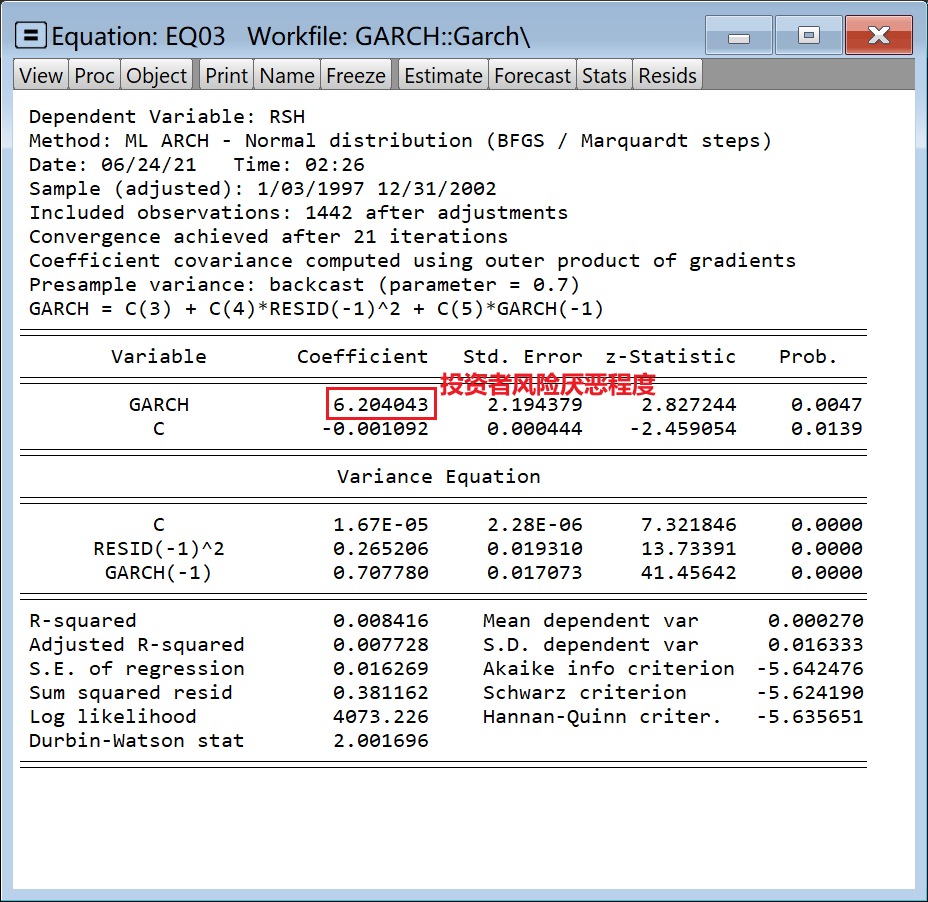 Equation: EQ03 Workfile: GARCH::Garch\
View Proc Object Print Name Freeze Estimate Forecast Stats Resids
Dependent Variable: RSH
Method: ML ARCH - Normal distribution (BFGS / Marquardt steps)
Date: 06/24/21 Time: 02:26
Sample (adjusted): 1/03/1997 12/31/2002
Included observations: 1442 after adjustments
Convergence achieved after 21 iterations
Coefficient covariance computed using outer product of gradients
Presample variance: backcast (parameter = 0.7)
GARCH = C(3) + C(4)*RESID(-1)^2 + C(5)*GARCH(-1)
Variable Coefficient Std. Error z-Statistic Prob.
投资者风险厌恶程度
GARCH 6.204043 2.194379 2.827244 0.0047
C -0.001092 0.000444 -2.459054 0.0139
Variance Equation
C 1.67E-05 2.28E-06 7.321846 0.0000
RESID(-1)^2 0.265206 0.019310 13.73391 0.0000
GARCH(-1) 0.707780 0.017073 41.45642 0.0000
R-squared 0.008416 Mean dependent var 0.000270
Adjusted R-squared 0.007728 S.D. dependent var 0.016333
S.E. of regression 0.016269 Akaike info criterion -5.642476
Sum squared resid 0.381162 Schwarz criterion -5.624190
Log likelihood 4073.226 Hannan-Quinn criter. -5.635651
Durbin-Watson stat 2.001696